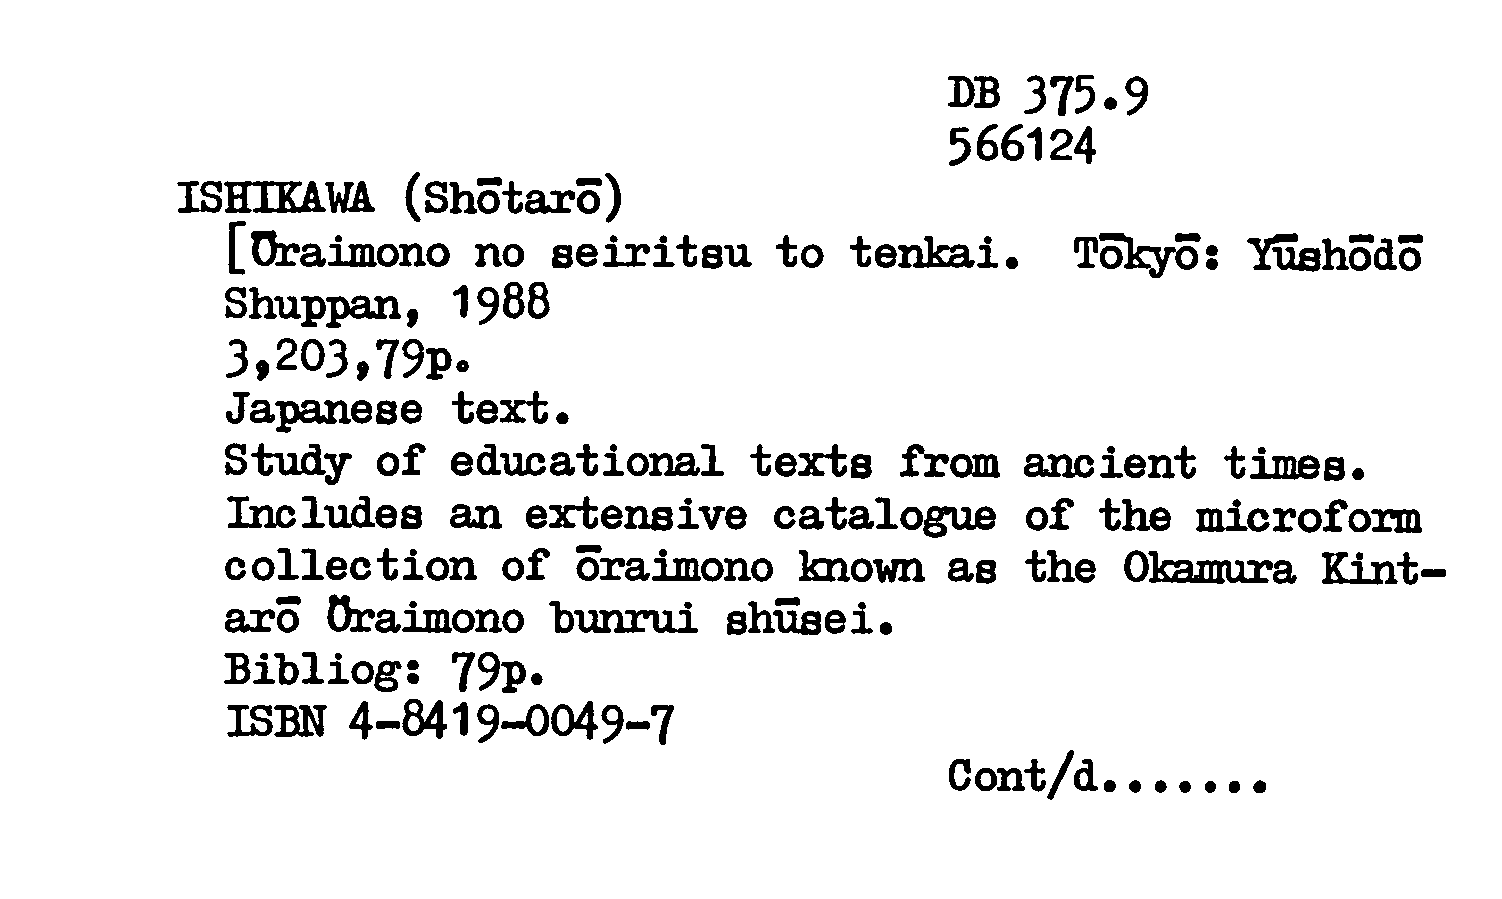 DB 375.9
566124
ISHIKAWA (Shōtarō)
[Ōraimono no seiritsu to tenkai. Tōkyō: Yūshōdō
Shuppan, 1988
3,203,79p.
Japanese text.
Study of educational texts from ancient times.
Includes an extensive catalogue of the microform
collection of ōraimono known as the Okamura Kint-
arō Ōraimono bunrui shūsei.
Bibliog: 79p.
ISBN 4-8419-0049-7
Cont/d.......